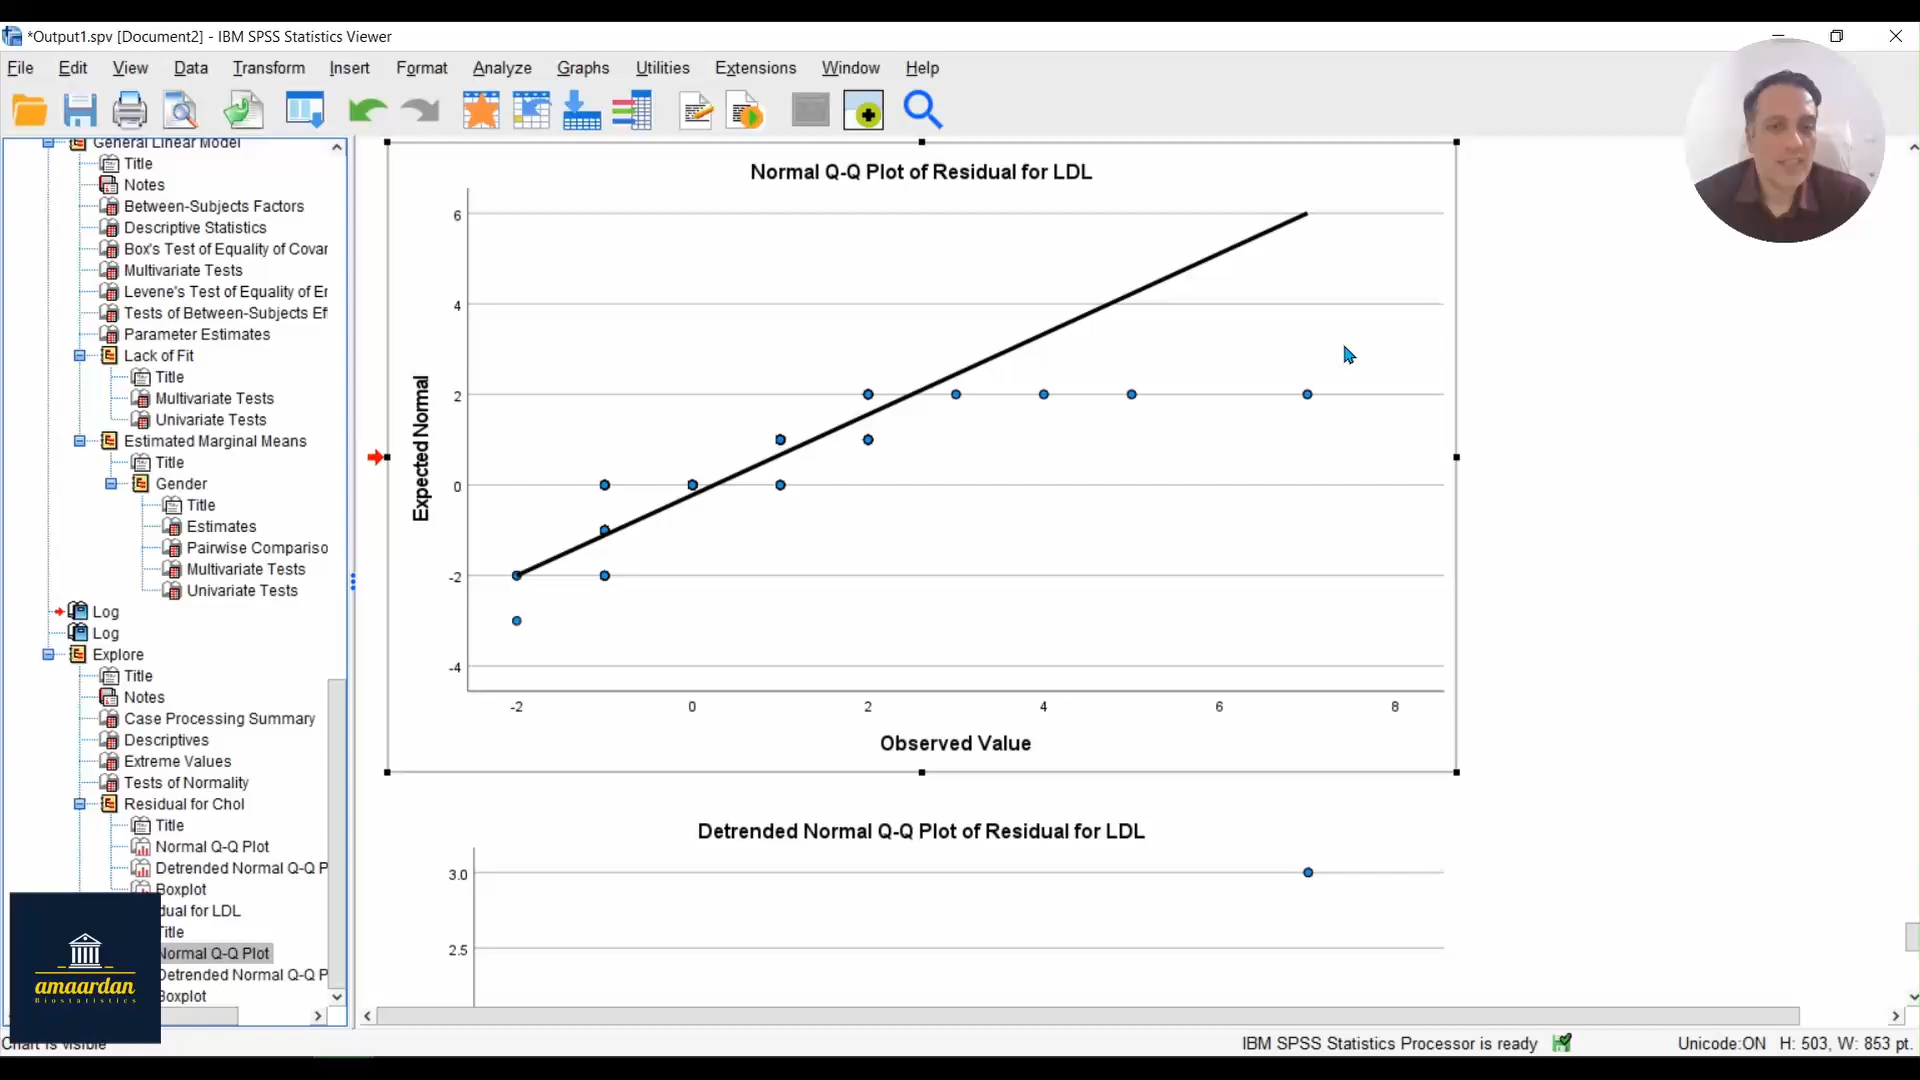 *Output1.spv [Document2] - IBM SPSS Statistics Viewer
File Edit View Data Transform Insert Format Analyze Graphs Utilities Extensions Window Help
General Linear Model
Title
Notes
Between-Subjects Factors
Descriptive Statistics
Box's Test of Equality of Covar
Multivariate Tests
Levene's Test of Equality of Er
Tests of Between-Subjects Ef
Parameter Estimates
Lack of Fit
Title
Multivariate Tests
Univariate Tests
Estimated Marginal Means
Title
Gender
Title
Estimates
Pairwise Compariso
Multivariate Tests
Univariate Tests
Log
Log
Explore
Title
Notes
Case Processing Summary
Descriptives
Extreme Values
Tests of Normality
Residual for Chol
Title
Normal Q-Q Plot
Detrended Normal Q-Q P
Boxplot
dual for LDL
Title
Normal Q-Q Plot
Detrended Normal Q-Q P
Boxplot
amaardan
Biostatistics
Normal Q-Q Plot of Residual for LDL
Expected Normal
6
4
2
0
-2
-4
-2 0 2 4 6 8
Observed Value
Detrended Normal Q-Q Plot of Residual for LDL
3.0
2.5
Chart is visible
IBM SPSS Statistics Processor is ready
Unicode:ON H: 503, W: 853 pt.